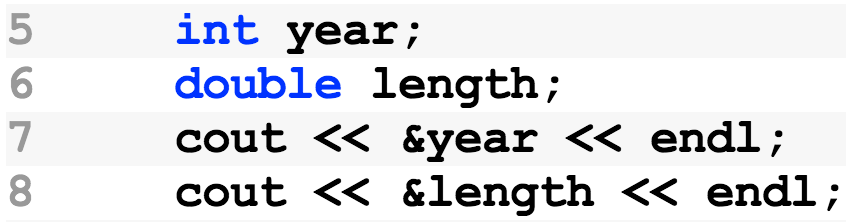 5 int year;
6 double length;
7 cout << &year << endl;
8 cout << &length << endl;